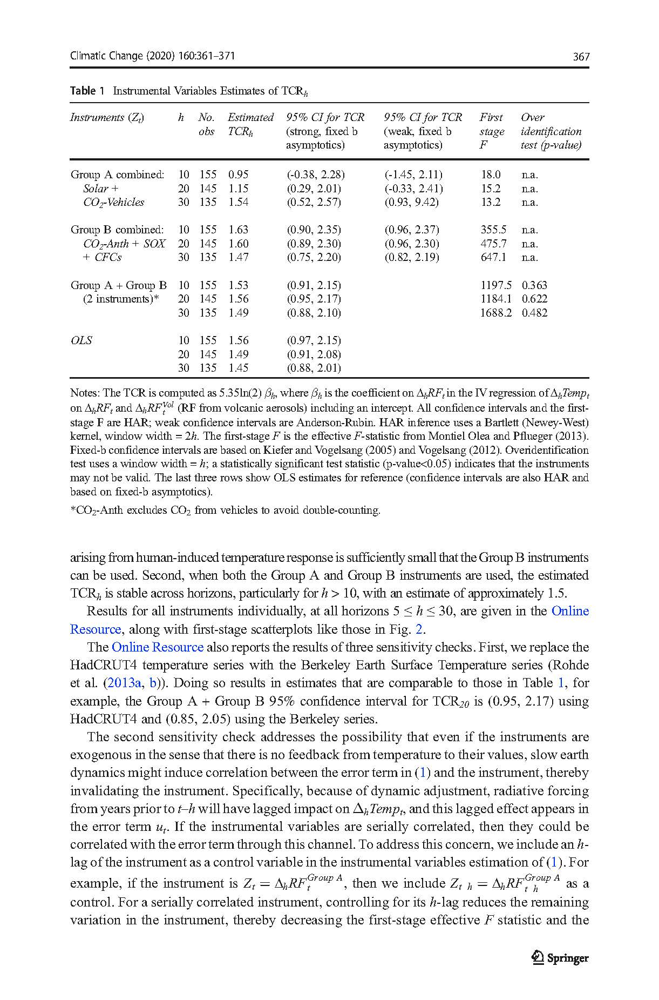 Climatic Change (2020) 160:361–371 367
Table 1 Instrumental Variables Estimates of TCRh
Instruments (Zt) h No. Estimated 95% CI for TCR 95% CI for TCR First Over
obs TCRh (strong, fixed b (weak, fixed b stage identification
asymptotics) asymptotics) F test (p-value)
Group A combined: 10 155 0.95 (-0.38, 2.28) (-1.45, 2.11) 18.0 n.a.
Solar + 20 145 1.15 (0.29, 2.01) (-0.33, 2.41) 15.2 n.a.
CO2-Vehicles 30 135 1.54 (0.52, 2.57) (0.93, 9.42) 13.2 n.a.
Group B combined: 10 155 1.63 (0.90, 2.35) (0.96, 2.37) 355.5 n.a.
CO2-Anth + SOX 20 145 1.60 (0.89, 2.30) (0.96, 2.30) 475.7 n.a.
+ CFCs 30 135 1.47 (0.75, 2.20) (0.82, 2.19) 647.1 n.a.
Group A + Group B 10 155 1.53 (0.91, 2.15) 1197.5 0.363
(2 instruments)* 20 145 1.56 (0.95, 2.17) 1184.1 0.622
30 135 1.49 (0.88, 2.10) 1688.2 0.482
OLS 10 155 1.56 (0.97, 2.15)
20 145 1.49 (0.91, 2.08)
30 135 1.45 (0.88, 2.01)
Notes: The TCR is computed as 5.35ln(2) βh, where βh is the coefficient on ΔhRFt in the IV regression of ΔhTempt
on ΔhRFt and ΔhRFtVol (RF from volcanic aerosols) including an intercept. All confidence intervals and the first-
stage F are HAR; weak confidence intervals are Anderson-Rubin. HAR inference uses a Bartlett (Newey-West)
kernel, window width = 2h. The first-stage F is the effective F-statistic from Montiel Olea and Pflueger (2013).
Fixed-b confidence intervals are based on Kiefer and Vogelsang (2005) and Vogelsang (2012). Overidentification
test uses a window width = h; a statistically significant test statistic (p-value<0.05) indicates that the instruments
may not be valid. The last three rows show OLS estimates for reference (confidence intervals are also HAR and
based on fixed-b asymptotics).
*CO2-Anth excludes CO2 from vehicles to avoid double-counting.
arising from human-induced temperature response is sufficiently small that the Group B instruments
can be used. Second, when both the Group A and Group B instruments are used, the estimated
TCRh is stable across horizons, particularly for h > 10, with an estimate of approximately 1.5.
Results for all instruments individually, at all horizons 5 ≤ h ≤ 30, are given in the Online
Resource, along with first-stage scatterplots like those in Fig. 2.
The Online Resource also reports the results of three sensitivity checks. First, we replace the
HadCRUT4 temperature series with the Berkeley Earth Surface Temperature series (Rohde
et al. (2013a, b)). Doing so results in estimates that are comparable to those in Table 1, for
example, the Group A + Group B 95% confidence interval for TCR20 is (0.95, 2.17) using
HadCRUT4 and (0.85, 2.05) using the Berkeley series.
The second sensitivity check addresses the possibility that even if the instruments are
exogenous in the sense that there is no feedback from temperature to their values, slow earth
dynamics might induce correlation between the error term in (1) and the instrument, thereby
invalidating the instrument. Specifically, because of dynamic adjustment, radiative forcing
from years prior to t–h will have lagged impact on ΔhTempt, and this lagged effect appears in
the error term ut. If the instrumental variables are serially correlated, then they could be
correlated with the error term through this channel. To address this concern, we include an h-
lag of the instrument as a control variable in the instrumental variables estimation of (1). For
example, if the instrument is Zt = ΔhRFtGroup A, then we include Zt h = ΔhRFt hGroup A as a
control. For a serially correlated instrument, controlling for its h-lag reduces the remaining
variation in the instrument, thereby decreasing the first-stage effective F statistic and the
Springer